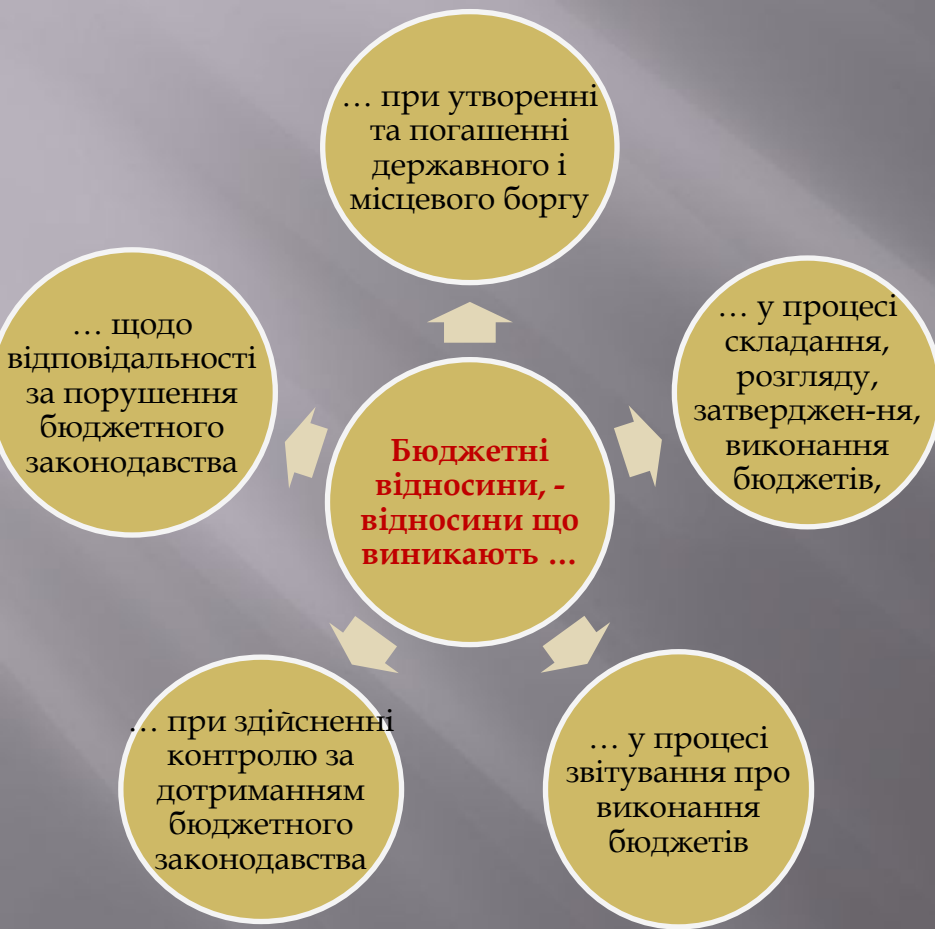 … при утворенні
та погашенні
державного і
місцевого боргу
… щодо
відповідальності
за порушення
бюджетного
законодавства
… у процесі
складання,
розгляду,
затверджен-ня,
виконання
бюджетів,
Бюджетні
відносини, -
відносини що
виникають …
… при здійсненні
контролю за
дотриманням
бюджетного
законодавства
… у процесі
звітування про
виконання
бюджетів